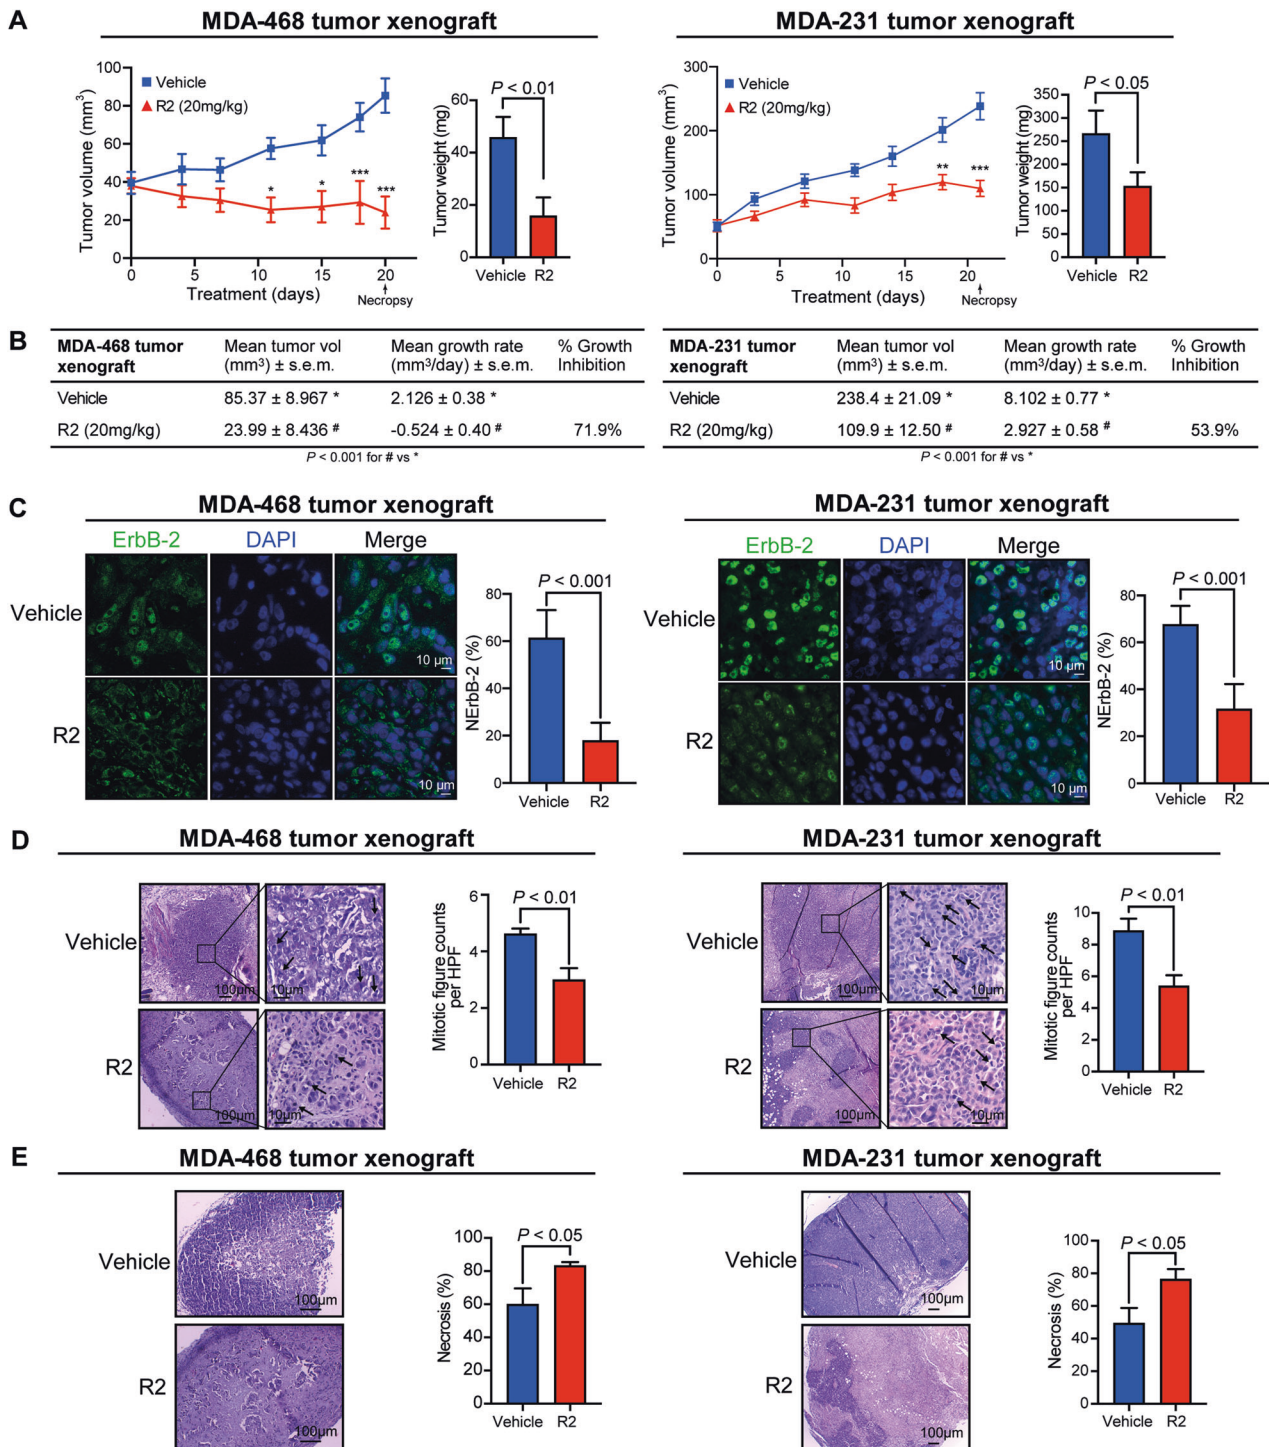 A
MDA-468 tumor xenograft
MDA-231 tumor xenograft
Tumor volume (mm³)
100
80
60
40
20
0
Vehicle
R2 (20mg/kg)
*
*
***
***
0
5
10
15
20
Treatment (days)
Necropsy
P < 0.01
Tumor weight (mg)
60
40
20
0
Vehicle
R2
Tumor volume (mm³)
300
200
100
0
Vehicle
R2 (20mg/kg)
**
***
0
5
10
15
20
Treatment (days)
Necropsy
P < 0.05
Tumor weight (mg)
350
300
250
200
150
100
50
0
Vehicle
R2
B
MDA-468 tumor xenograft
Mean tumor vol (mm³) ± s.e.m.
Mean growth rate (mm³/day) ± s.e.m.
% Growth Inhibition
Vehicle 85.37 ± 8.967 * 2.126 ± 0.38 *
R2 (20mg/kg) 23.99 ± 8.436 # -0.524 ± 0.40 # 71.9%
P < 0.001 for # vs *
MDA-231 tumor xenograft
Mean tumor vol (mm³) ± s.e.m.
Mean growth rate (mm³/day) ± s.e.m.
% Growth Inhibition
Vehicle 238.4 ± 21.09 * 8.102 ± 0.77 *
R2 (20mg/kg) 109.9 ± 12.50 # 2.927 ± 0.58 # 53.9%
P < 0.001 for # vs *
C
MDA-468 tumor xenograft
ErbB-2
DAPI
Merge
Vehicle
10 µm
R2
10 µm
P < 0.001
NErbB-2 (%)
80
60
40
20
0
Vehicle
R2
MDA-231 tumor xenograft
ErbB-2
DAPI
Merge
Vehicle
10 µm
R2
10 µm
P < 0.001
NErbB-2 (%)
80
60
40
20
0
Vehicle
R2
D
MDA-468 tumor xenograft
Vehicle
100µm
10µm
R2
100µm
10µm
P < 0.01
Mitotic figure counts
per HPF
6
4
2
0
Vehicle
R2
MDA-231 tumor xenograft
Vehicle
100µm
10µm
R2
100µm
10µm
P < 0.01
Mitotic figure counts
per HPF
10
8
6
4
2
0
Vehicle
R2
E
MDA-468 tumor xenograft
Vehicle
100µm
R2
100µm
P < 0.05
Necrosis (%)
100
80
60
40
20
0
Vehicle
R2
MDA-231 tumor xenograft
Vehicle
100µm
R2
100µm
P < 0.05
Necrosis (%)
100
80
60
40
20
0
Vehicle
R2